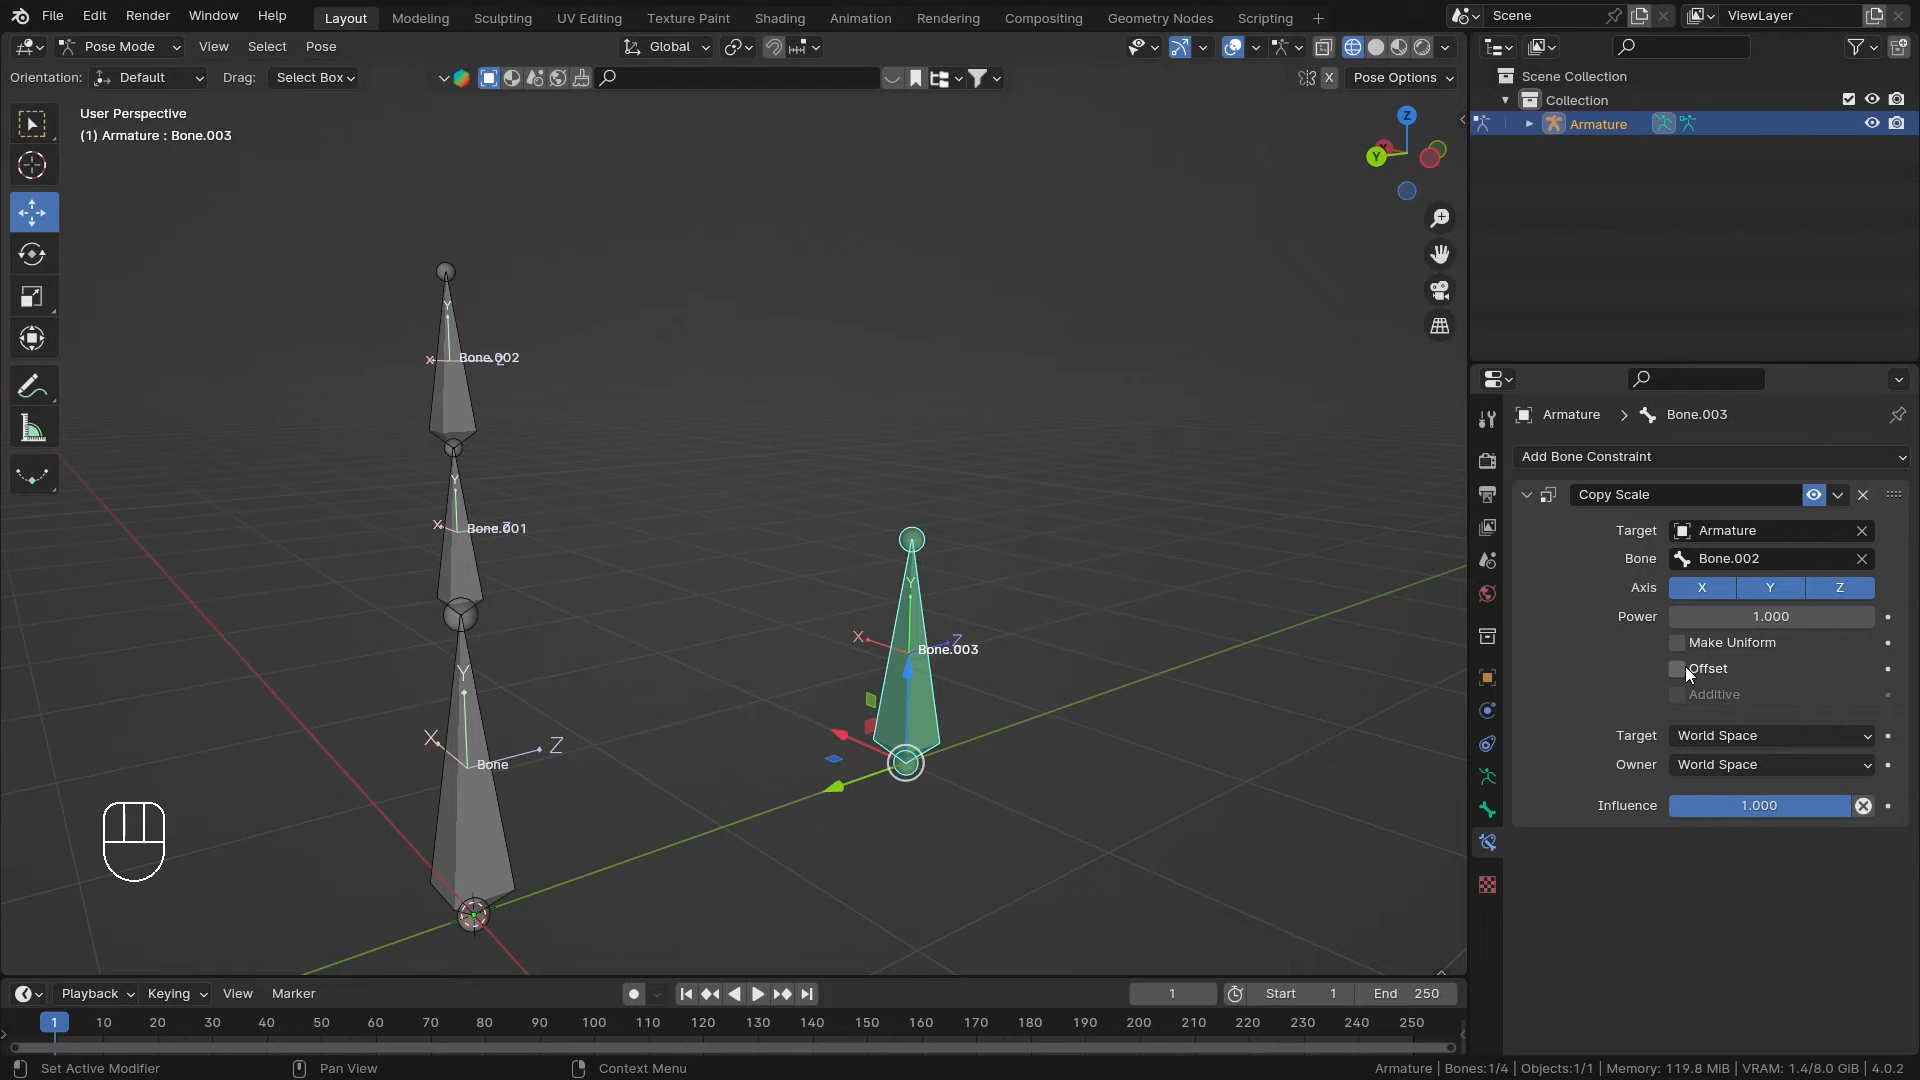 File Edit Render Window Help Layout Modeling Sculpting UV Editing Texture Paint Shading Animation Rendering Compositing Geometry Nodes Scripting + Scene ViewLayer
Pose Mode View Select Pose Global
Orientation: Default Drag: Select Box X Pose Options
User Perspective
(1) Armature : Bone.003
Z
Y
Scene Collection
Collection
Armature
Y
X Bone.002 Z
Y
X Bone.001 Z
Y
X Z
Bone
Y
X Z
Bone.003
Armature > Bone.003
Add Bone Constraint
Copy Scale
Target Armature
Bone Bone.002
Axis X Y Z
Power 1.000
Make Uniform
Offset
Additive
Target World Space
Owner World Space
Influence 1.000
Playback Keying View Marker 1 Start 1 End 250
1 10 20 30 40 50 60 70 80 90 100 110 120 130 140 150 160 170 180 190 200 210 220 230 240 250
Set Active Modifier Pan View Context Menu Armature | Bones:1/4 | Objects:1/1 | Memory: 119.8 MiB | VRAM: 1.4/8.0 GiB | 4.0.2